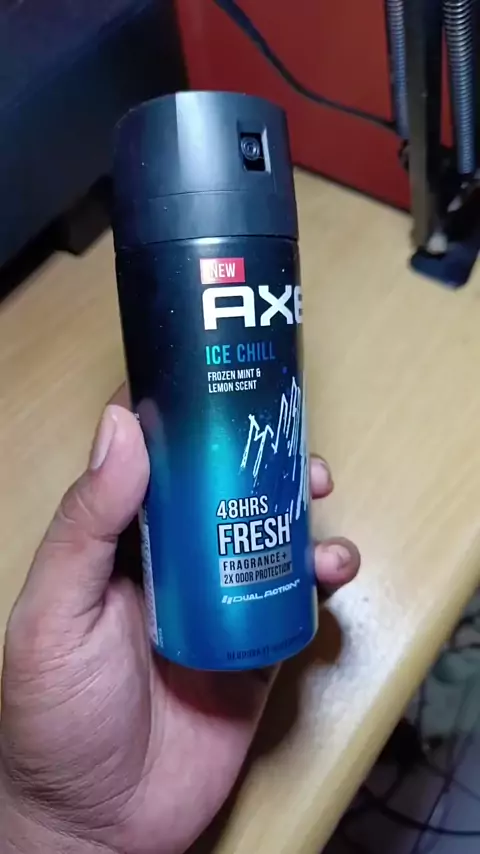 NEW
AXE
ICE CHILL
FROZEN MINT &
LEMON SCENT
48HRS
FRESH
FRAGRANCE +
2X ODOR PROTECTION*
DUAL ACTION